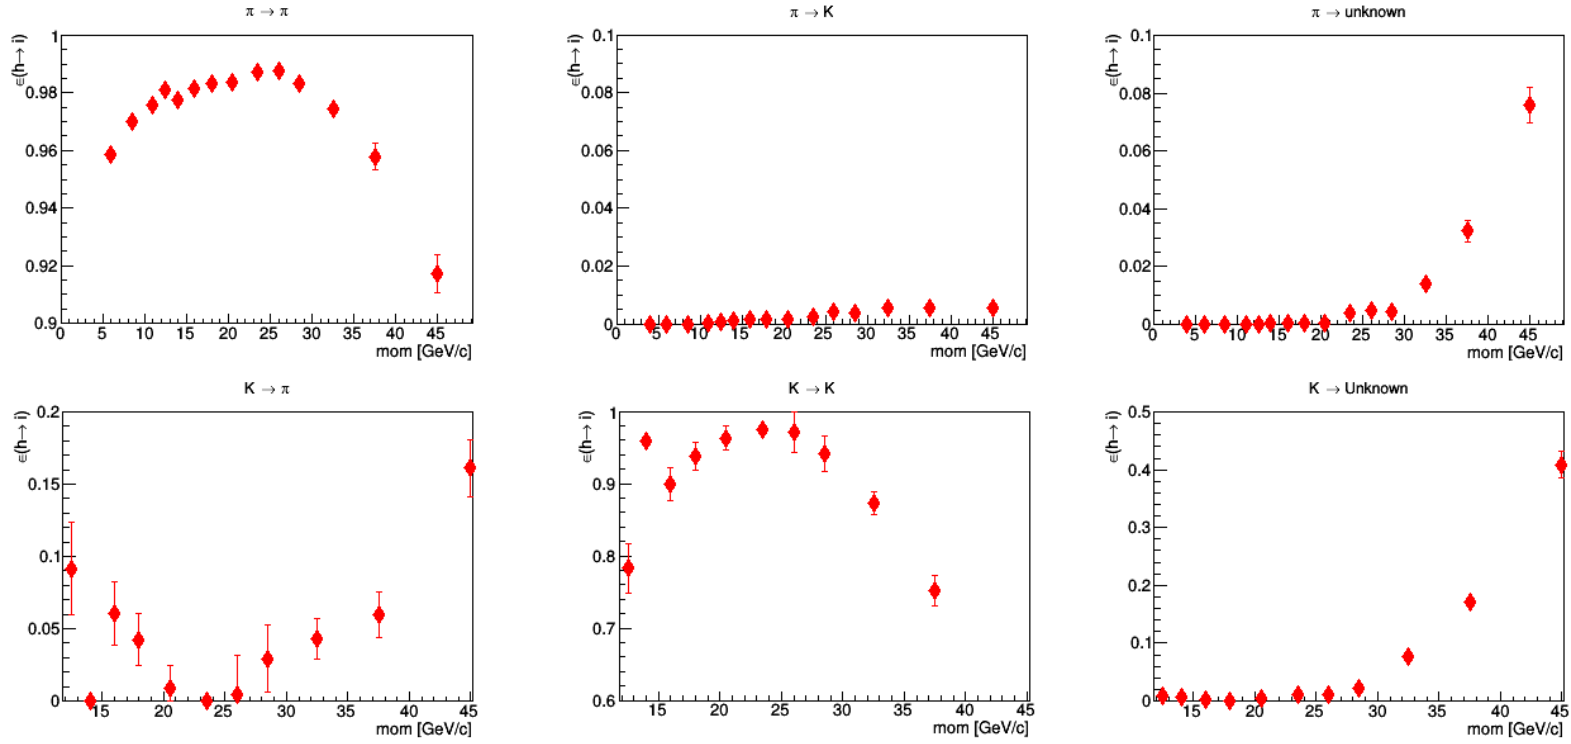 π → π
∈(h→ i)
1
0.98
0.96
0.94
0.92
0.9
0 5 10 15 20 25 30 35 40 45
mom [GeV/c]
π → K
∈(h→ i)
0.1
0.08
0.06
0.04
0.02
0
0 5 10 15 20 25 30 35 40 45
mom [GeV/c]
π → unknown
∈(h→ i)
0.1
0.08
0.06
0.04
0.02
0
0 5 10 15 20 25 30 35 40 45
mom [GeV/c]
K → π
∈(h→ i)
0.2
0.15
0.1
0.05
0
15 20 25 30 35 40 45
mom [GeV/c]
K → K
∈(h→ i)
1
0.9
0.8
0.7
0.6
15 20 25 30 35 40 45
mom [GeV/c]
K → Unknown
∈(h→ i)
0.5
0.4
0.3
0.2
0.1
0
15 20 25 30 35 40 45
mom [GeV/c]